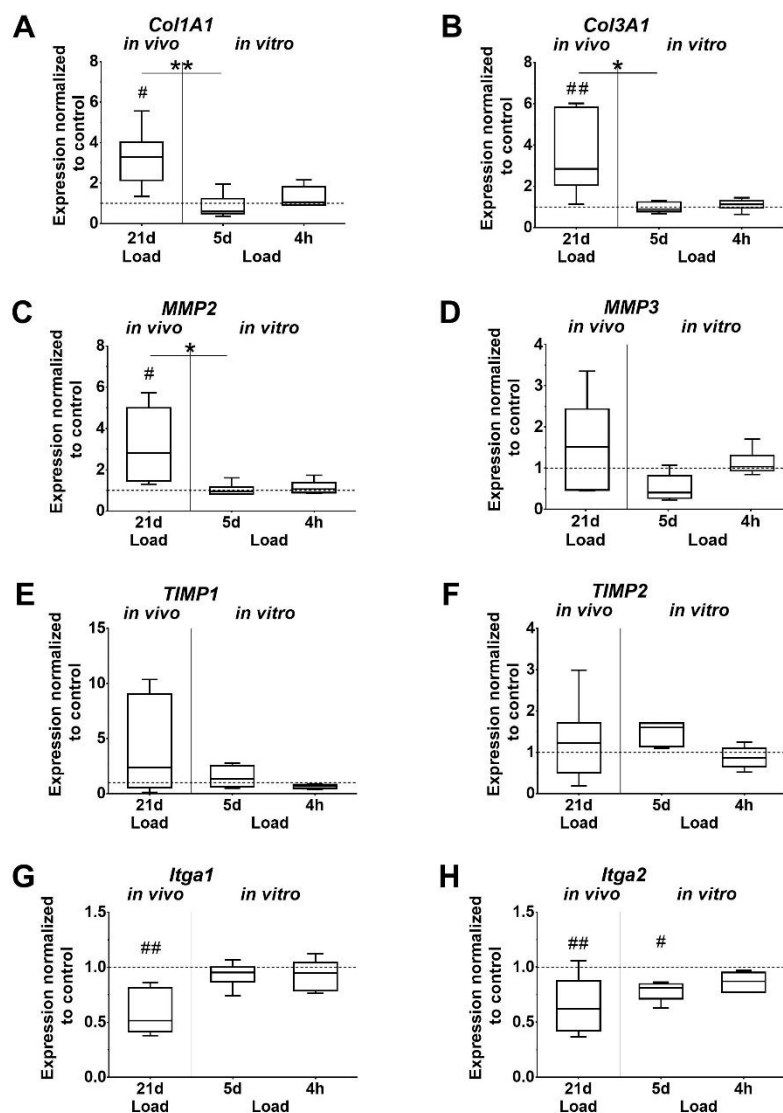 A
Col1A1
in vivo in vitro
**
#
Expression normalized
to control
8
6
4
2
0
21d 5d 4h
Load Load
B
Col3A1
in vivo in vitro
*
##
Expression normalized
to control
8
6
4
2
0
21d 5d 4h
Load Load
C
MMP2
in vivo in vitro
*
#
Expression normalized
to control
8
6
4
2
0
21d 5d 4h
Load Load
D
MMP3
in vivo in vitro
Expression normalized
to control
4
3
2
1
0
21d 5d 4h
Load Load
E
TIMP1
in vivo in vitro
Expression normalized
to control
15
10
5
0
21d 5d 4h
Load Load
F
TIMP2
in vivo in vitro
Expression normalized
to control
4
3
2
1
0
21d 5d 4h
Load Load
G
Itga1
in vivo in vitro
##
Expression normalized
to control
1.5
1.0
0.5
0.0
21d 5d 4h
Load Load
H
Itga2
in vivo in vitro
## #
Expression normalized
to control
1.5
1.0
0.5
0.0
21d 5d 4h
Load Load